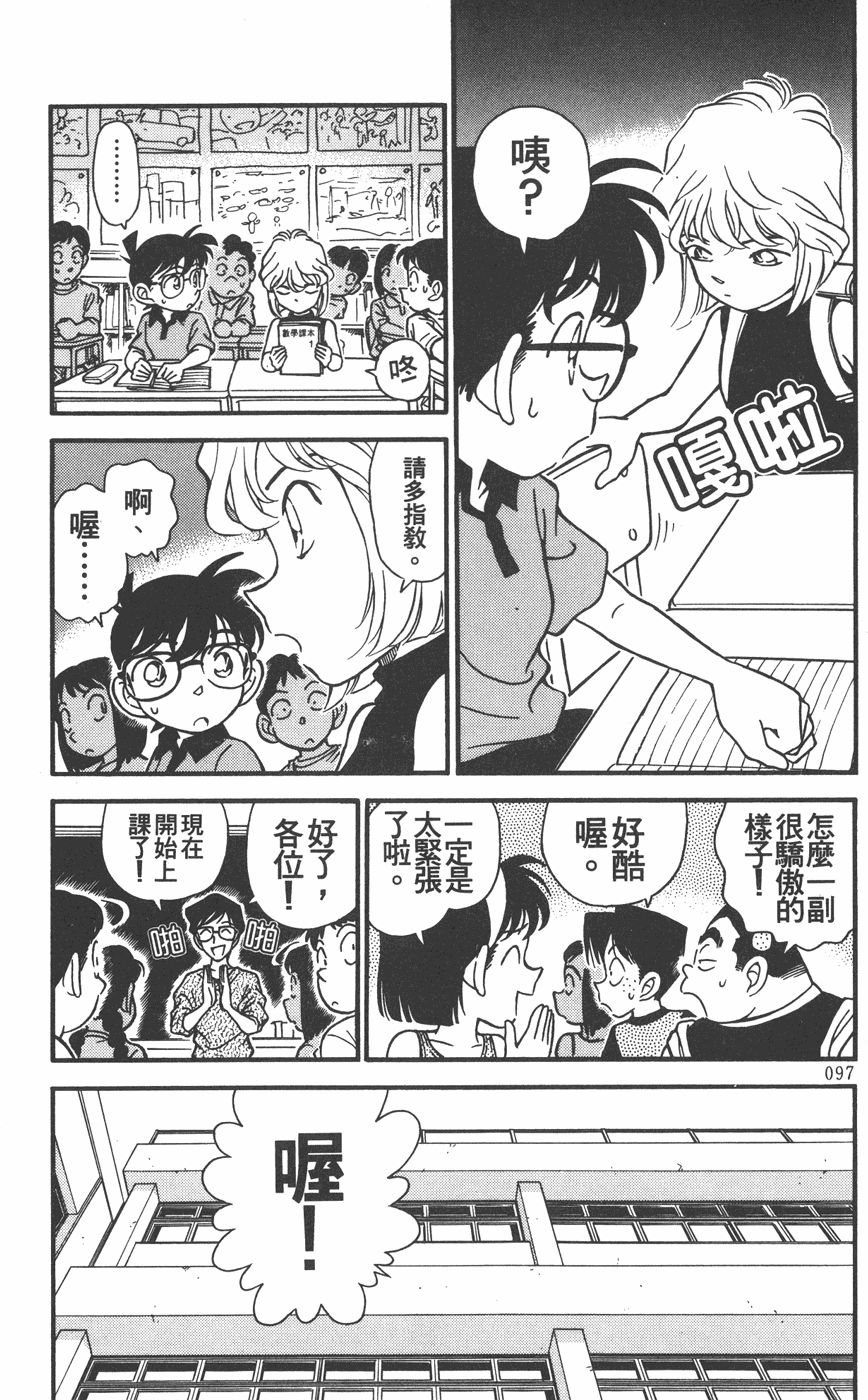 咦?
嘎啦
………
數學課本
1
咚
請多指教。
啊、
喔……
怎麼一副
很驕傲的
樣子!
好酷
喔。
一定是
太緊張
了啦。
好了,
各位!
現在
開始上
課了!
啪
啪
097
喔!